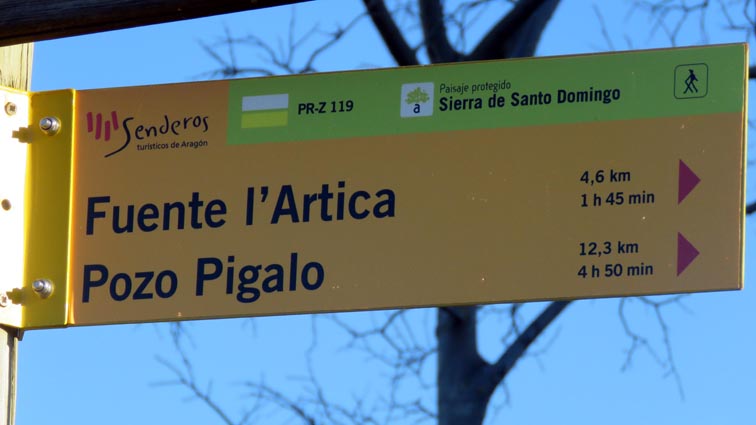 Senderos
turísticos de Aragón
PR-Z 119
a
Paisaje protegido
Sierra de Santo Domingo
Fuente l'Artica
4,6 km
1 h 45 min
Pozo Pigalo
12,3 km
4 h 50 min